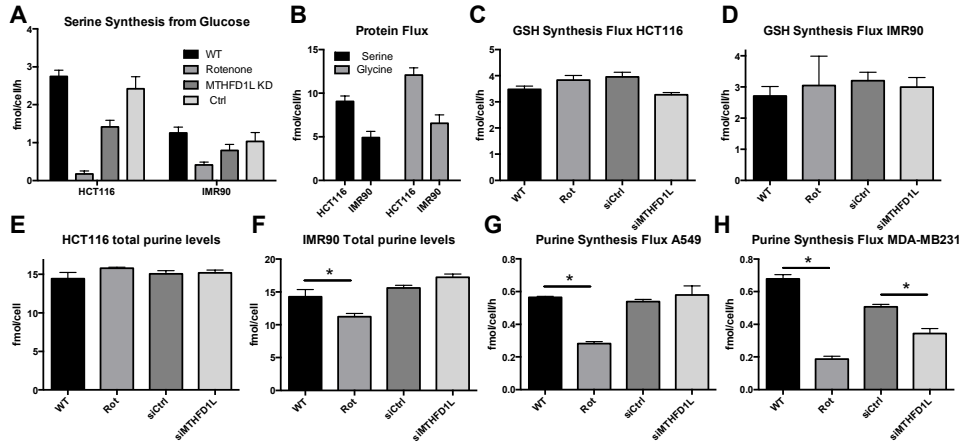 A
Serine Synthesis from Glucose
fmol/cell/h
4
3
2
1
0
WT
Rotenone
MTHFD1L KD
Ctrl
HCT116
IMR90
B
Protein Flux
fmol/cell/h
15
10
5
0
Serine
Glycine
HCT116
IMR90
HCT116
IMR90
C
GSH Synthesis Flux HCT116
fmol/cell/h
5
4
3
2
1
0
WT
Rot
siCtrl
siMTHFD1L
D
GSH Synthesis Flux IMR90
fmol/cell/h
5
4
3
2
1
0
WT
Rot
siCtrl
siMTHFD1L
E
HCT116 total purine levels
fmol/cell
15
10
5
0
WT
Rot
siCtrl
siMTHFD1L
F
IMR90 Total purine levels
fmol/cell
20
15
10
5
0
*
WT
Rot
siCtrl
siMTHFD1L
G
Purine Synthesis Flux A549
fmol/cell/h
0.8
0.6
0.4
0.2
0.0
*
WT
Rot
siCtrl
siMTHFD1L
H
Purine Synthesis Flux MDA-MB231
fmol/cell/h
0.8
0.6
0.4
0.2
0.0
*
*
WT
Rot
siCtrl
siMTHFD1L